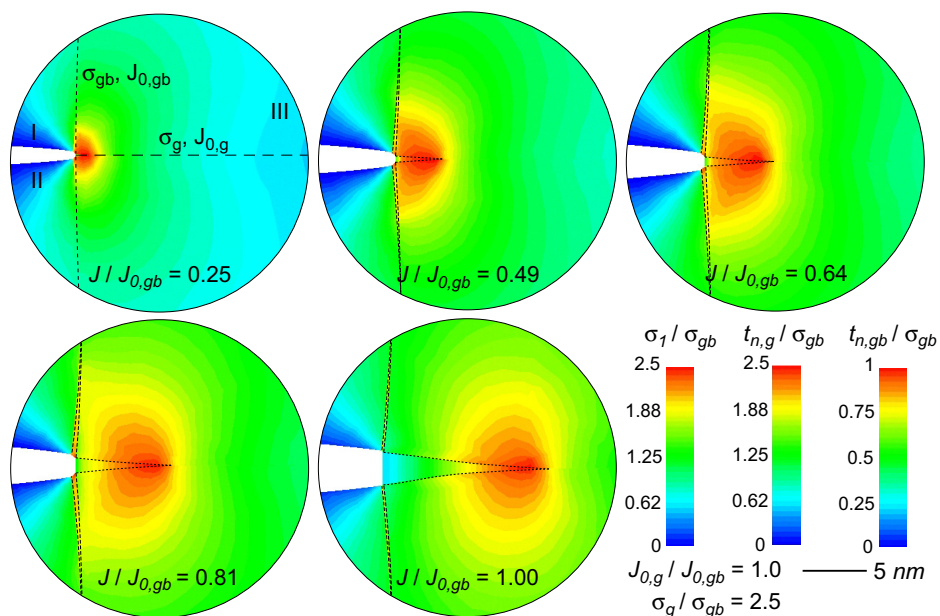 σgb, J0,gb
III
I
σg, J0,g
II
J / J0,gb = 0.25
J / J0,gb = 0.49
J / J0,gb = 0.64
σ1 / σgb
tn,g / σgb
tn,gb / σgb
2.5
2.5
1
1.88
1.88
0.75
1.25
1.25
0.5
0.62
0.62
0.25
0
0
0
J / J0,gb = 0.81
J / J0,gb = 1.00
J0,g / J0,gb = 1.0
5 nm
σg / σgb = 2.5